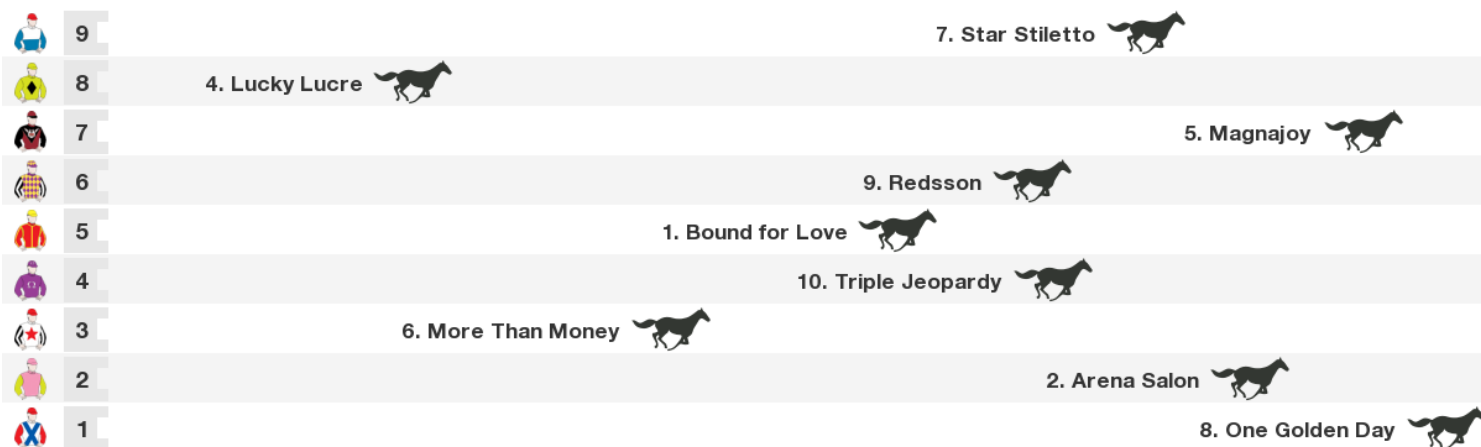 9 7. Star Stiletto
8 4. Lucky Lucre
7 5. Magnajoy
6 9. Redsson
5 1. Bound for Love
4 10. Triple Jeopardy
3 6. More Than Money
2 2. Arena Salon
1 8. One Golden Day